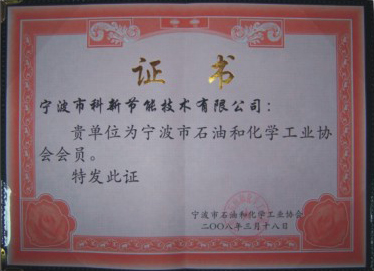 证 书
宁波市科新节能技术有限公司：
贵单位为宁波市石油和化学工业协
会会员。
特发此证
宁波市石油和化学工业协会
二〇〇八年三月十八日